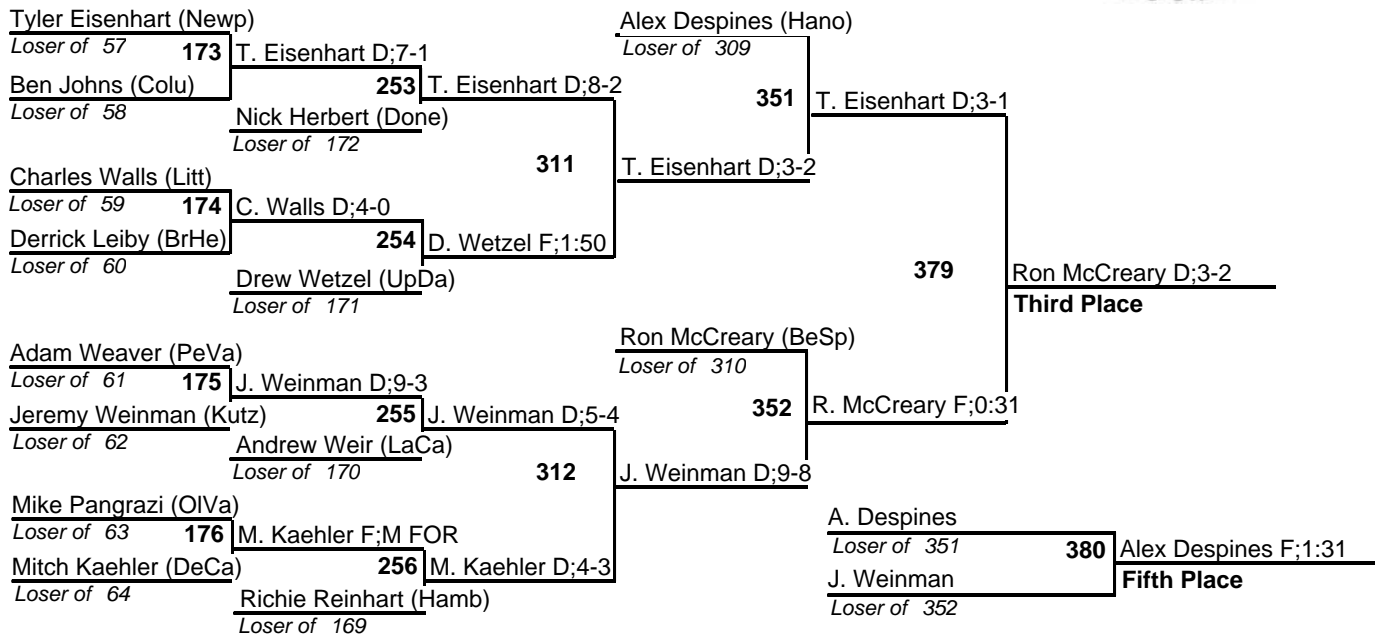 Tyler Eisenhart (Newp)
Loser of 57
173
T. Eisenhart D;7-1
Ben Johns (Colu)
Loser of 58
253
T. Eisenhart D;8-2
Nick Herbert (Done)
Loser of 172
311
T. Eisenhart D;3-2
Charles Walls (Litt)
Loser of 59
174
C. Walls D;4-0
Derrick Leiby (BrHe)
Loser of 60
254
D. Wetzel F;1:50
Drew Wetzel (UpDa)
Loser of 171
Alex Despines (Hano)
Loser of 309
351
T. Eisenhart D;3-1
379
Ron McCreary D;3-2
Third Place
Adam Weaver (PeVa)
Loser of 61
175
J. Weinman D;9-3
Jeremy Weinman (Kutz)
Loser of 62
255
J. Weinman D;5-4
Andrew Weir (LaCa)
Loser of 170
312
J. Weinman D;9-8
Mike Pangrazi (OlVa)
Loser of 63
176
M. Kaehler F;M FOR
Mitch Kaehler (DeCa)
Loser of 64
256
M. Kaehler D;4-3
Richie Reinhart (Hamb)
Loser of 169
Ron McCreary (BeSp)
Loser of 310
352
R. McCreary F;0:31
A. Despines
Loser of 351
380
Alex Despines F;1:31
J. Weinman
Fifth Place
Loser of 352